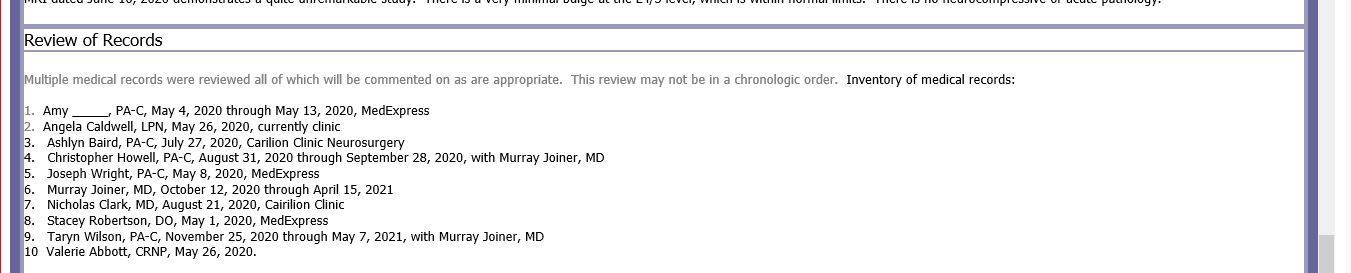 MRI dated June 10, 2020 demonstrates a quite unremarkable study. There is a very minimal bulge at the L4/5 level, which is within normal limits. There is no neurocompressive or acute pathology.
Review of Records
Multiple medical records were reviewed all of which will be commented on as are appropriate. This review may not be in a chronologic order. Inventory of medical records:
1. Amy _____, PA-C, May 4, 2020 through May 13, 2020, MedExpress
2. Angela Caldwell, LPN, May 26, 2020, currently clinic
3. Ashlyn Baird, PA-C, July 27, 2020, Carilion Clinic Neurosurgery
4. Christopher Howell, PA-C, August 31, 2020 through September 28, 2020, with Murray Joiner, MD
5. Joseph Wright, PA-C, May 8, 2020, MedExpress
6. Murray Joiner, MD, October 12, 2020 through April 15, 2021
7. Nicholas Clark, MD, August 21, 2020, Cairilion Clinic
8. Stacey Robertson, DO, May 1, 2020, MedExpress
9. Taryn Wilson, PA-C, November 25, 2020 through May 7, 2021, with Murray Joiner, MD
10 Valerie Abbott, CRNP, May 26, 2020.